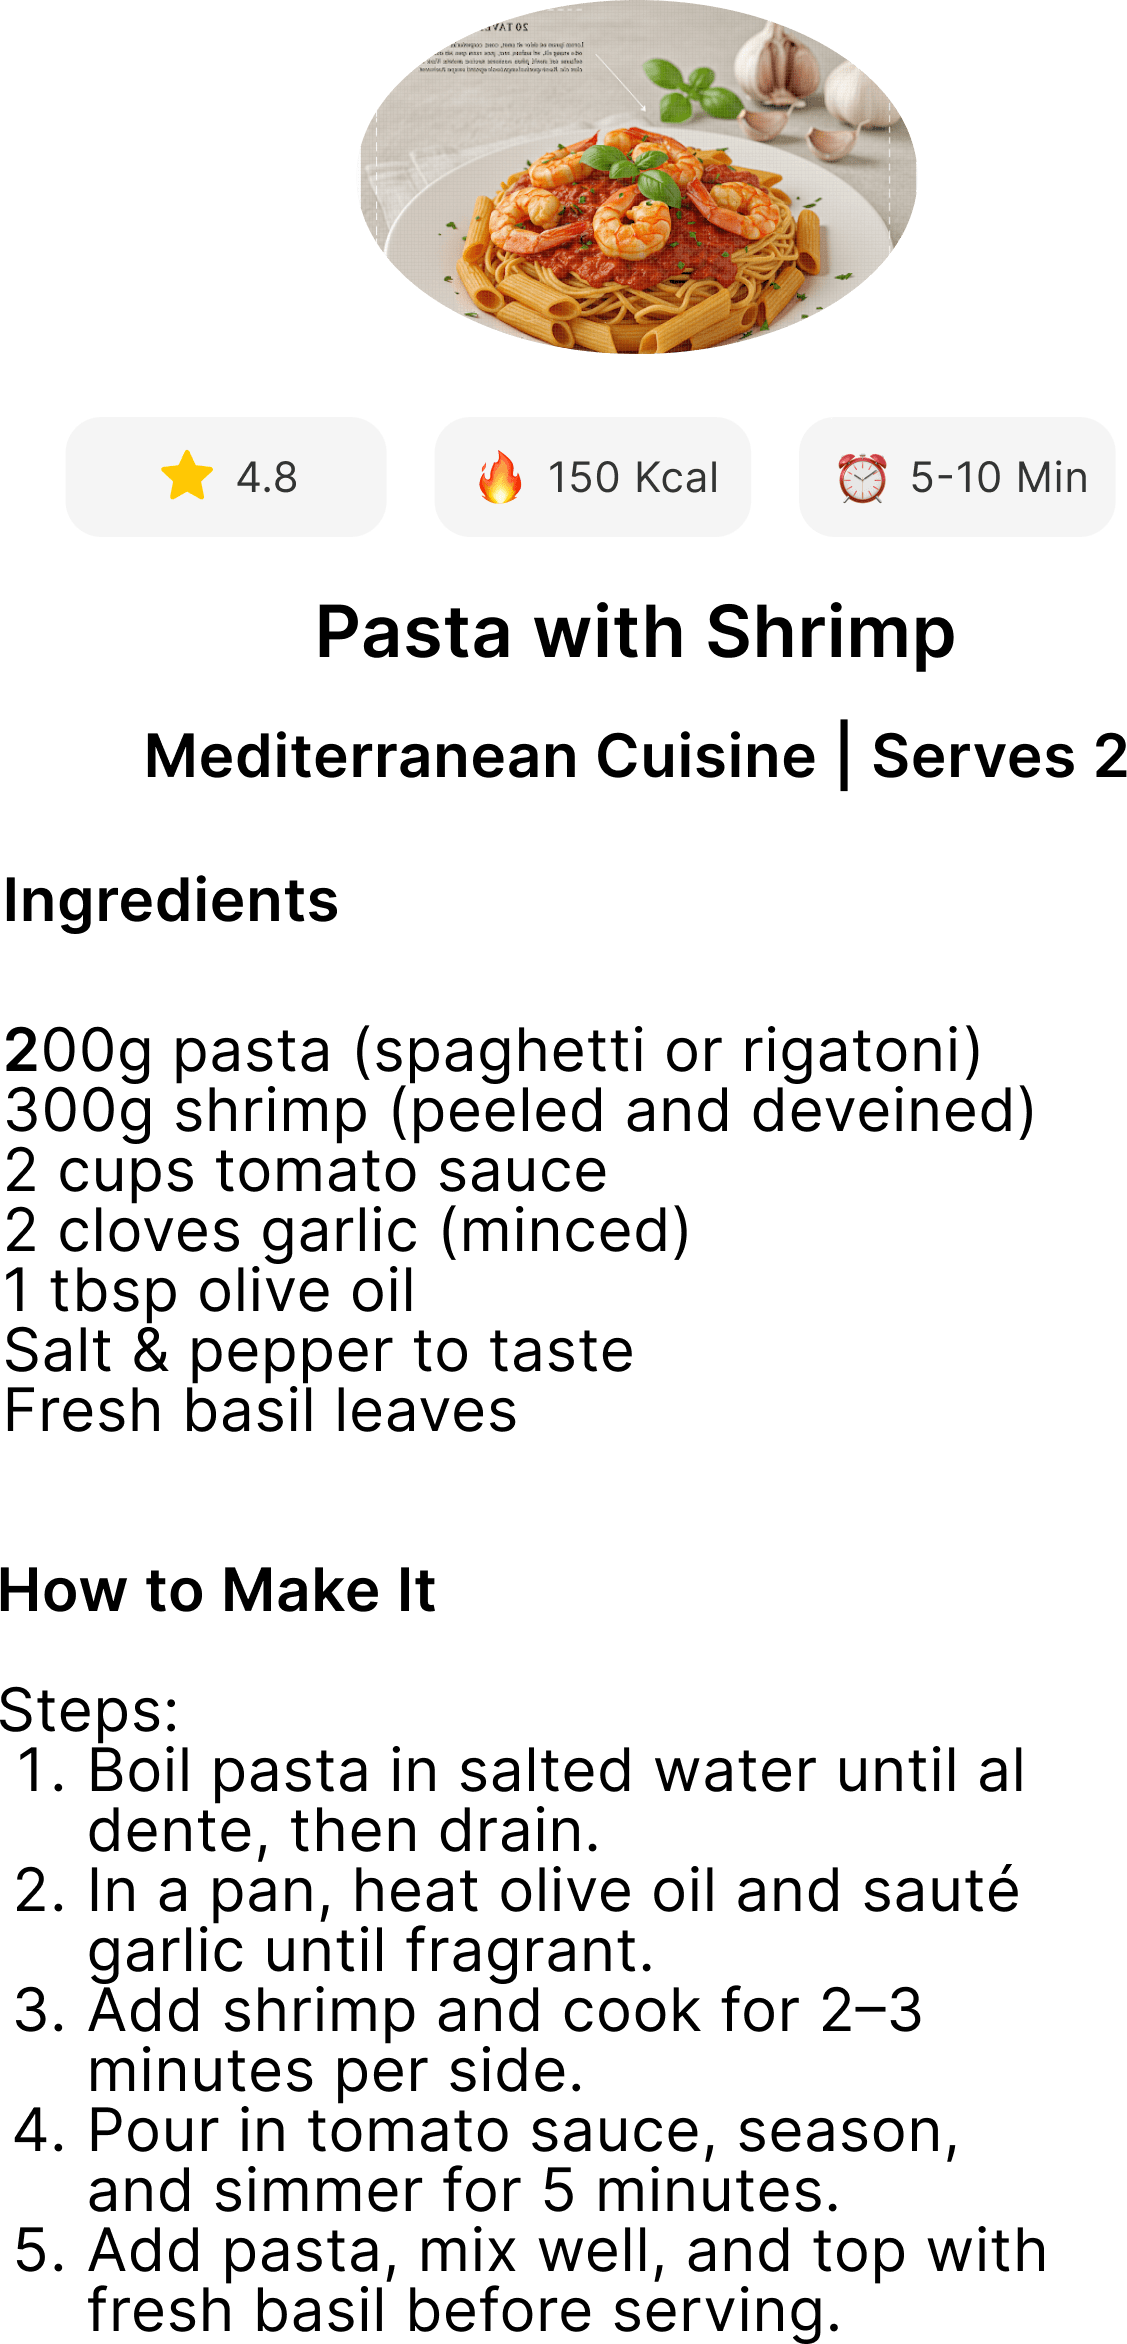 4.8
150 Kcal
5-10 Min
Pasta with Shrimp
Mediterranean Cuisine | Serves 2
Ingredients
200g pasta (spaghetti or rigatoni)
300g shrimp (peeled and deveined)
2 cups tomato sauce
2 cloves garlic (minced)
1 tbsp olive oil
Salt & pepper to taste
Fresh basil leaves
How to Make It
Steps:
1. Boil pasta in salted water until al
dente, then drain.
2. In a pan, heat olive oil and sauté
garlic until fragrant.
3. Add shrimp and cook for 2–3
minutes per side.
4. Pour in tomato sauce, season,
and simmer for 5 minutes.
5. Add pasta, mix well, and top with
fresh basil before serving.